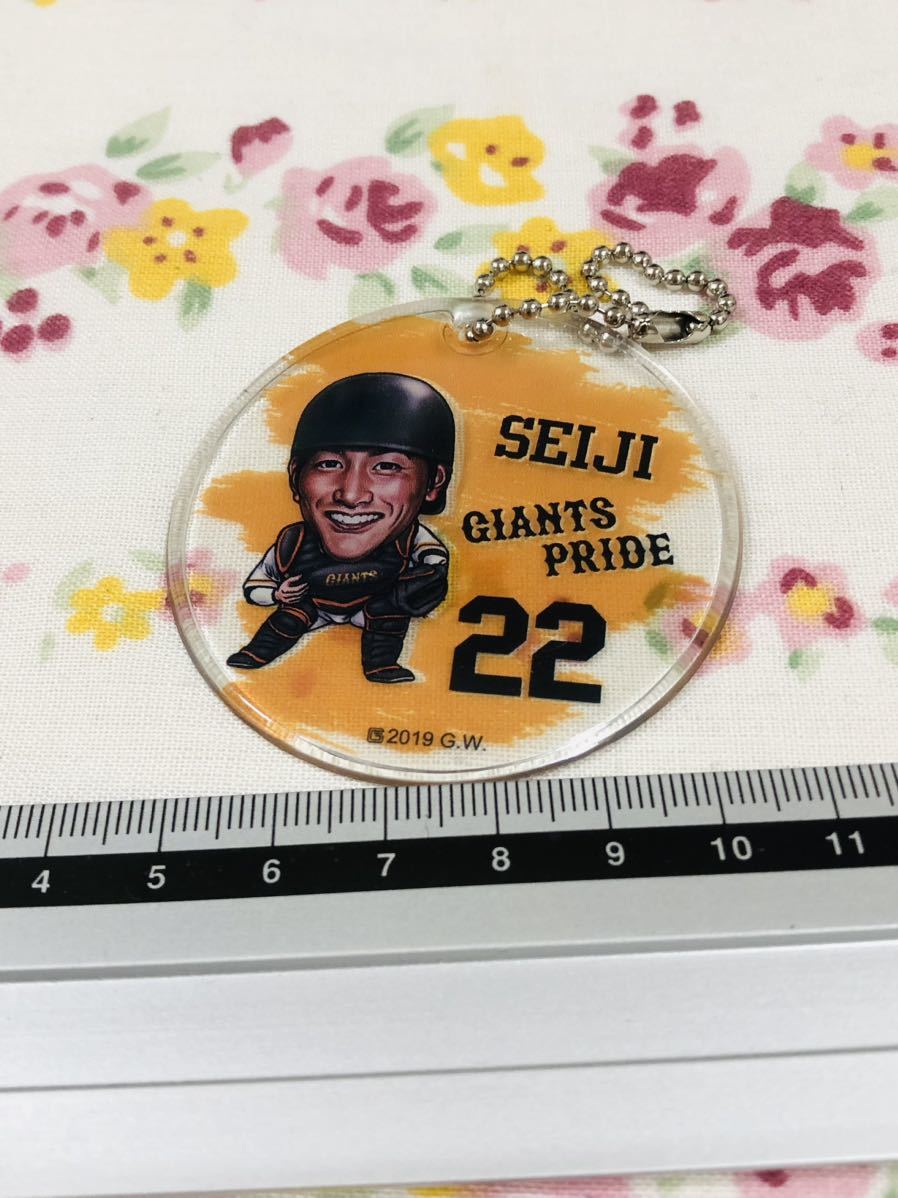 SEIJI
GIANTS
PRIDE
GIANTS
22
2019 G.W.
4 5 6 7 8 9 10 11